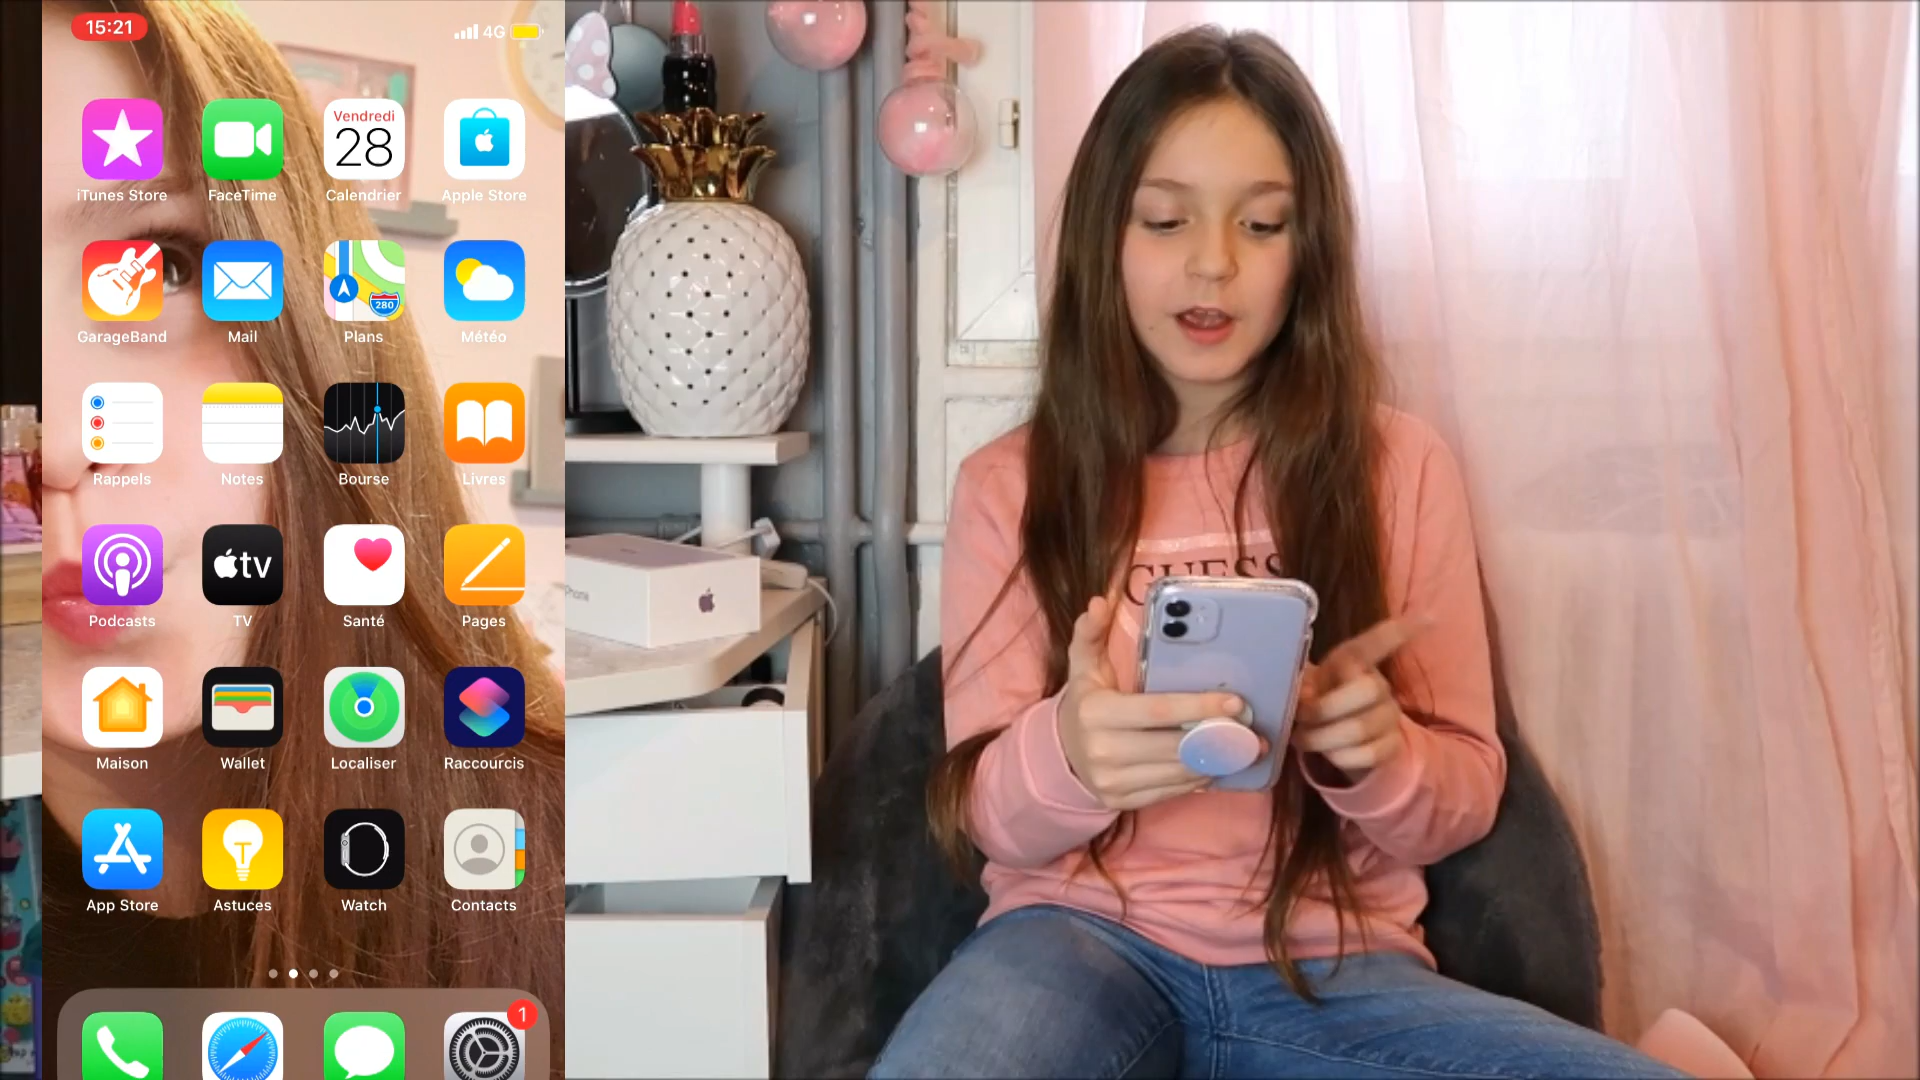 15:21
4G
Vendredi
28
iTunes Store
FaceTime
Calendrier
Apple Store
280
GarageBand
Mail
Plans
Météo
Rappels
Notes
Bourse
Livres
tv
Podcasts
TV
Santé
Pages
Maison
Wallet
Localiser
Raccourcis
App Store
Astuces
Watch
Contacts
1
GUESS